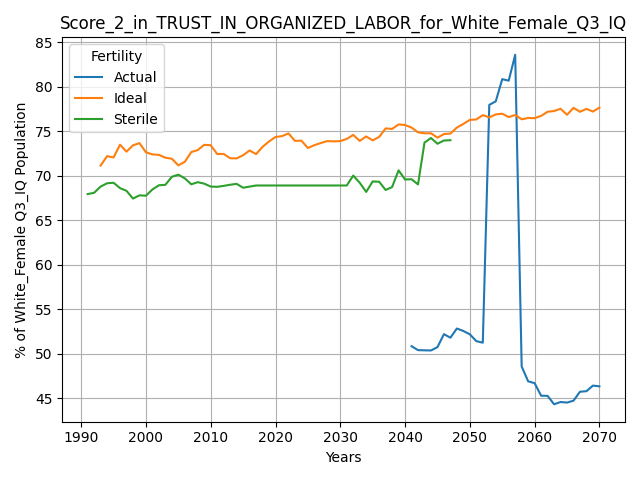 Score_2_in_TRUST_IN_ORGANIZED_LABOR_for_White_Female_Q3_IQ
Fertility
Actual
Ideal
Sterile
% of White_Female Q3_IQ Population
85
80
75
70
65
60
55
50
45
1990 2000 2010 2020 2030 2040 2050 2060 2070
Years